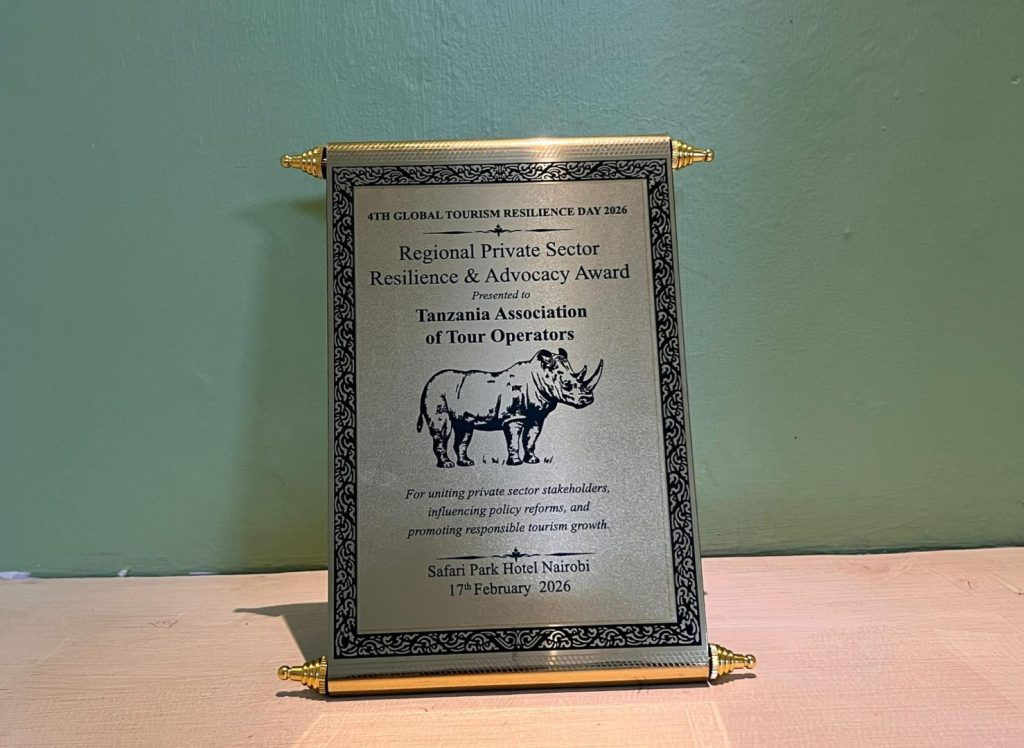 4TH GLOBAL TOURISM RESILIENCE DAY 2026
Regional Private Sector
Resilience & Advocacy Award
Presented to
Tanzania Association
of Tour Operators
For uniting private sector stakeholders,
influencing policy reforms, and
promoting responsible tourism growth.
Safari Park Hotel Nairobi
17th February 2026